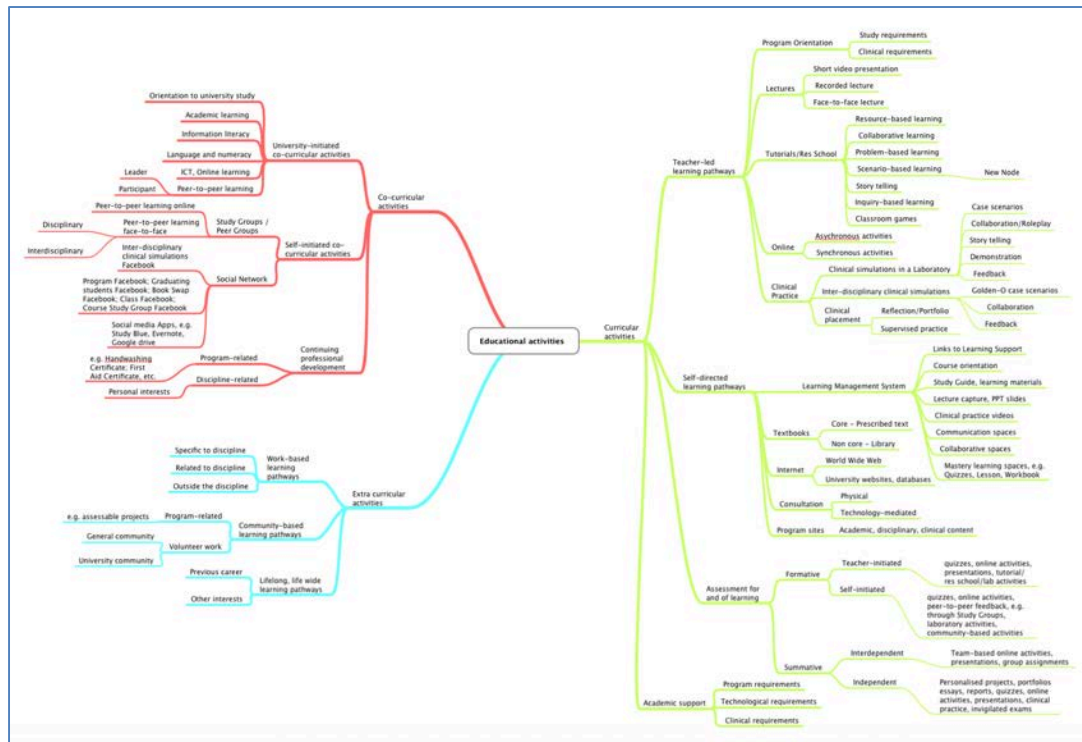 Educational activities
Co-curricular
activities
University-initiated
co-curricular activities
Orientation to university study
Academic learning
Information literacy
Language and numeracy
ICT, Online learning
Peer-to-peer learning
Leader
Participant
Self-initiated co-
curricular activities
Study Groups /
Peer Groups
Peer-to-peer learning online
Peer-to-peer learning
face-to-face
Disciplinary
Interdisciplinary
Social Network
Inter-disciplinary
clinical simulations
Facebook
Program Facebook; Graduating
students Facebook; Book Swap
Facebook; Class Facebook;
Course Study Group Facebook
Social media Apps, e.g.
Study Blue, Evernote,
Google drive
Continuing
professional
development
Program-related
e.g. Handwashing
Certificate; First
Aid Certificate, etc.
Discipline-related
Personal interests
Extra curricular
activities
Work-based
learning
pathways
Specific to discipline
Related to discipline
Outside the discipline
Community-based
learning pathways
Program-related
e.g. assessable projects
Volunteer work
General community
University community
Lifelong, life wide
learning pathways
Previous career
Other interests
Curricular
activities
Teacher-led
learning pathways
Program Orientation
Study requirements
Clinical requirements
Lectures
Short video presentation
Recorded lecture
Face-to-face lecture
Tutorials/Res School
Resource-based learning
Collaborative learning
Problem-based learning
Scenario-based learning
New Node
Story telling
Inquiry-based learning
Classroom games
Online
Asychronous activities
Synchronous activities
Clinical
Practice
Clinical simulations in a Laboratory
Case scenarios
Collaboration/Roleplay
Story telling
Demonstration
Feedback
Inter-disciplinary clinical simulations
Golden-O case scenarios
Collaboration
Feedback
Clinical
placement
Reflection/Portfolio
Supervised practice
Self-directed
learning pathways
Learning Management System
Links to Learning Support
Course orientation
Study Guide, learning materials
Lecture capture, PPT slides
Clinical practice videos
Communication spaces
Collaborative spaces
Mastery learning spaces, e.g.
Quizzes, Lesson, Workbook
Textbooks
Core - Prescribed text
Non core - Library
Internet
World Wide Web
University websites, databases
Consultation
Physical
Technology-mediated
Program sites
Academic, disciplinary, clinical content
Assessment for
and of learning
Formative
Teacher-initiated
quizzes, online activities,
presentations, tutorial/
res school/lab activities
Self-initiated
quizzes, online activities,
peer-to-peer feedback, e.g.
through Study Groups,
laboratory activities,
community-based activities
Summative
Interdependent
Team-based online activities,
presentations, group assignments
Independent
Personalised projects, portfolios
essays, reports, quizzes, online
activities, presentations, clinical
practice, invigilated exams
Academic support
Program requirements
Technological requirements
Clinical requirements